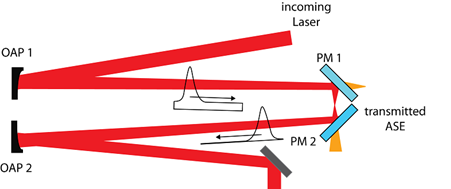 incoming
Laser
OAP 1
PM 1
transmitted
ASE
PM 2
OAP 2